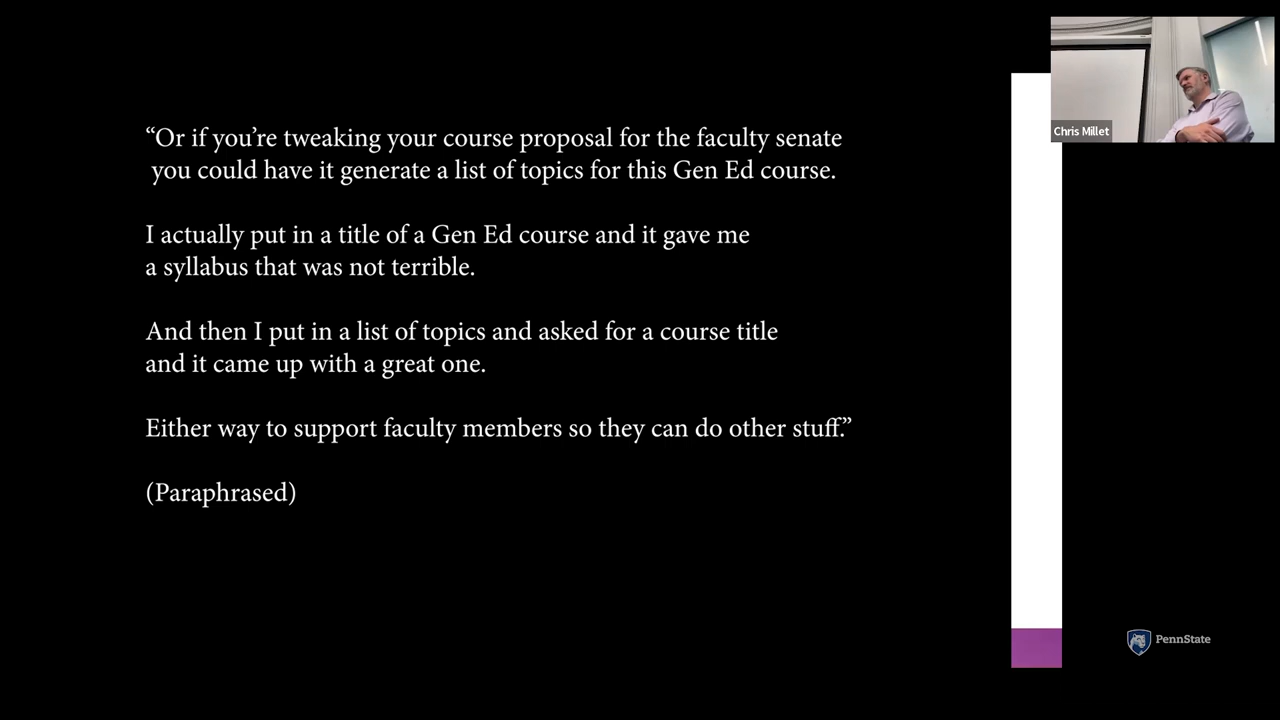 “Or if you’re tweaking your course proposal for the faculty senate
you could have it generate a list of topics for this Gen Ed course.
I actually put in a title of a Gen Ed course and it gave me
a syllabus that was not terrible.
And then I put in a list of topics and asked for a course title
and it came up with a great one.
Either way to support faculty members so they can do other stuff.”
(Paraphrased)
Chris Millet
PennState